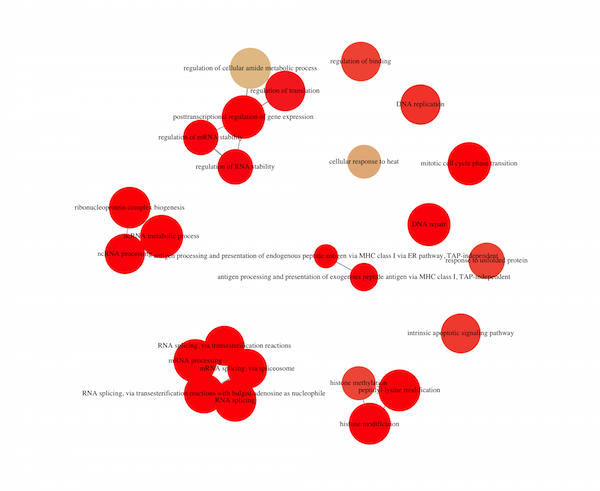 regulation of binding
regulation of cellular amide metabolic process
regulation of translation
DNA replication
posttranscriptional regulation of gene expression
regulation of mRNA stability
cellular response to heat
mitotic cell cycle phase transition
regulation of RNA stability
ribonucleoprotein complex biogenesis
DNA repair
ncRNA metabolic process
ncRNA processing
antigen processing and presentation of endogenous peptide antigen via MHC class I via ER pathway, TAP-independent
response to unfolded protein
antigen processing and presentation of exogenous peptide antigen via MHC class I, TAP-independent
intrinsic apoptotic signaling pathway
RNA splicing, via transesterification reactions
mRNA processing
mRNA splicing, via spliceosome
histone methylation
peptidyl-lysine modification
RNA splicing, via transesterification reactions with bulged adenosine as nucleophile
RNA splicing
histone modification